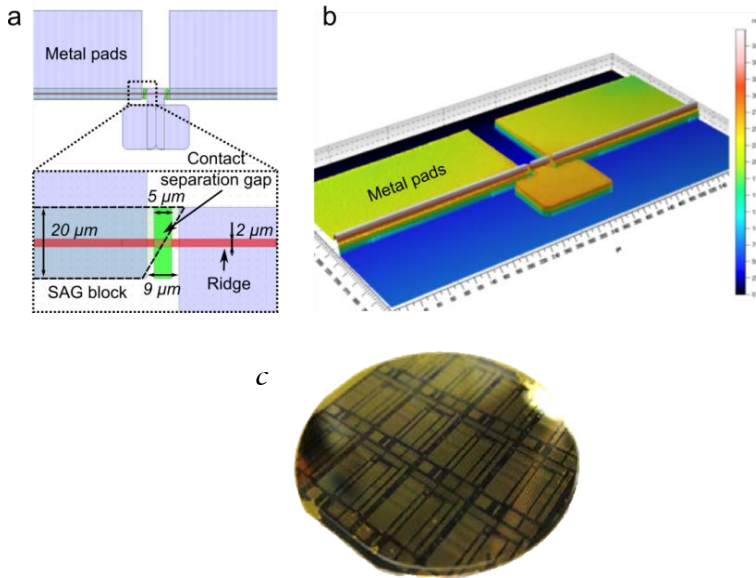 a
Metal pads
Contact
separation gap
5 μm
20 μm
2 μm
Ridge
SAG block
9 μm
b
Metal pads
c